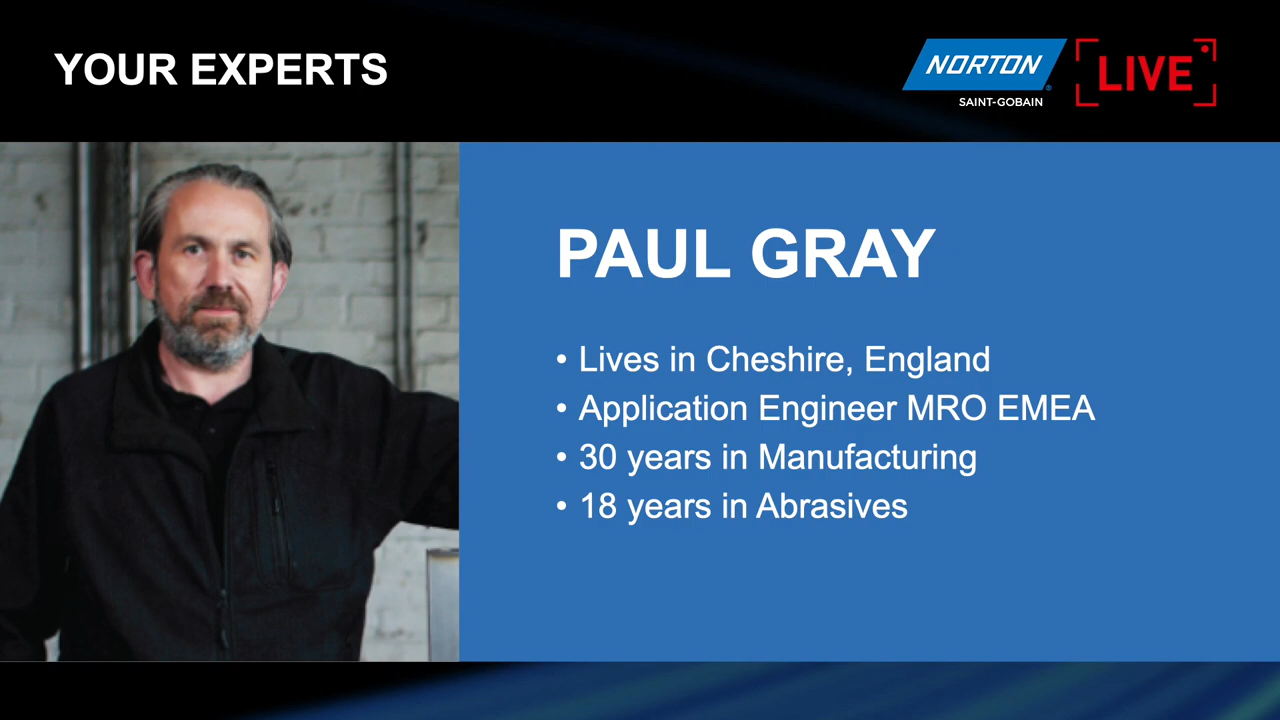 YOUR EXPERTS
NORTON
SAINT-GOBAIN
LIVE
PAUL GRAY
• Lives in Cheshire, England
• Application Engineer MRO EMEA
• 30 years in Manufacturing
• 18 years in Abrasives